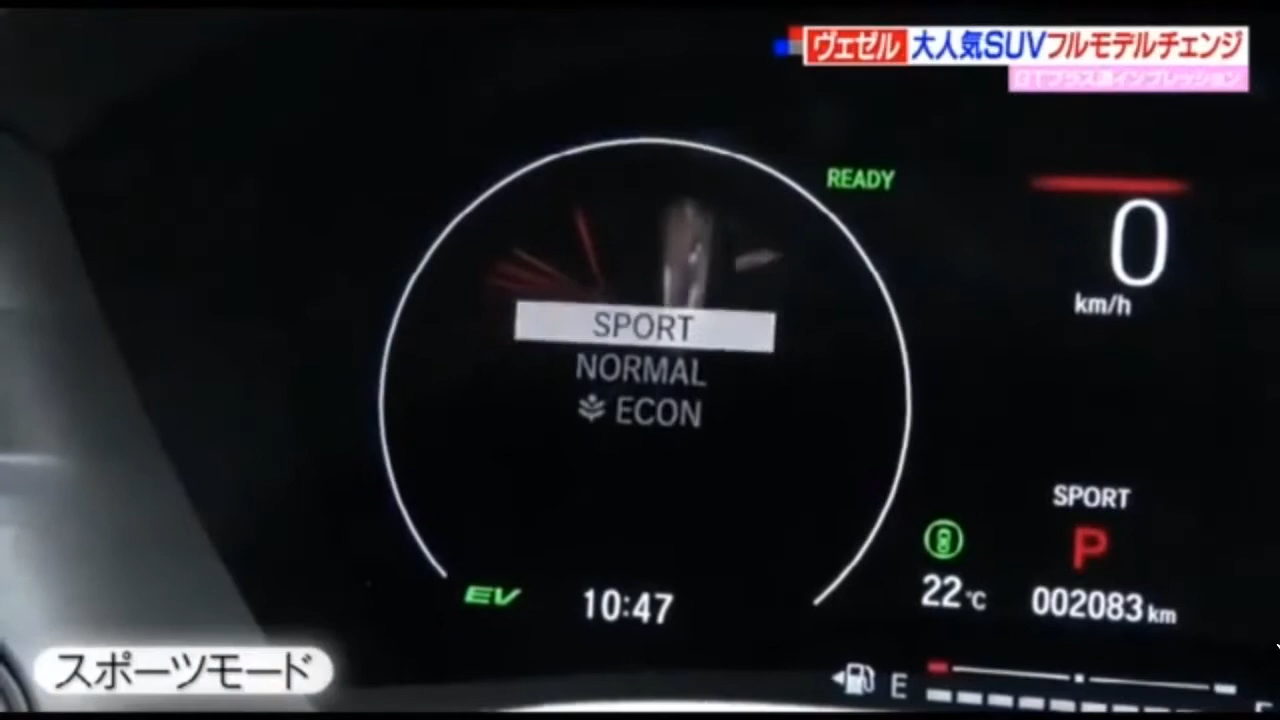 ヴェゼル 大人気SUVフルモデルチェンジ
READY
0
km/h
SPORT
NORMAL
ECON
SPORT
P
22°C
002083 km
EV
10:47
E
スポーツモード